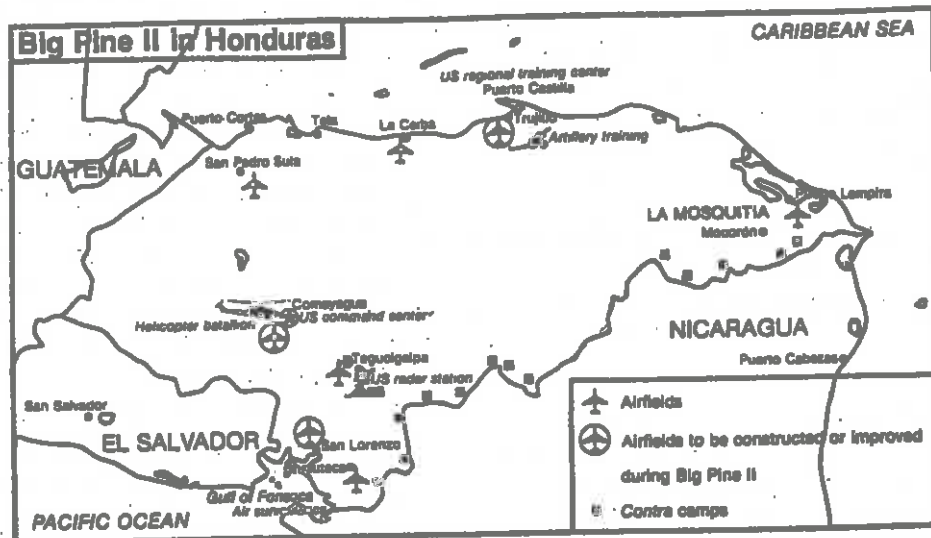 Big Pine II in Honduras
CARIBBEAN SEA
US regional training center
Puerto Castilla
Trujillo
Artillery training
Puerto Cortes
Tela
La Ceiba
GUATEMALA
San Pedro Sula
Puerto Lempira
LA MOSQUITIA
Mocorón
Comayagua
Helicopter battalion
US command center
NICARAGUA
Puerto Cabezas
Tegucigalpa
US radar station
San Salvador
EL SALVADOR
San Lorenzo
Gulf of Fonseca
Air
PACIFIC OCEAN
Airfields
Airfields to be constructed or improved
during Big Pine II
Contra camps